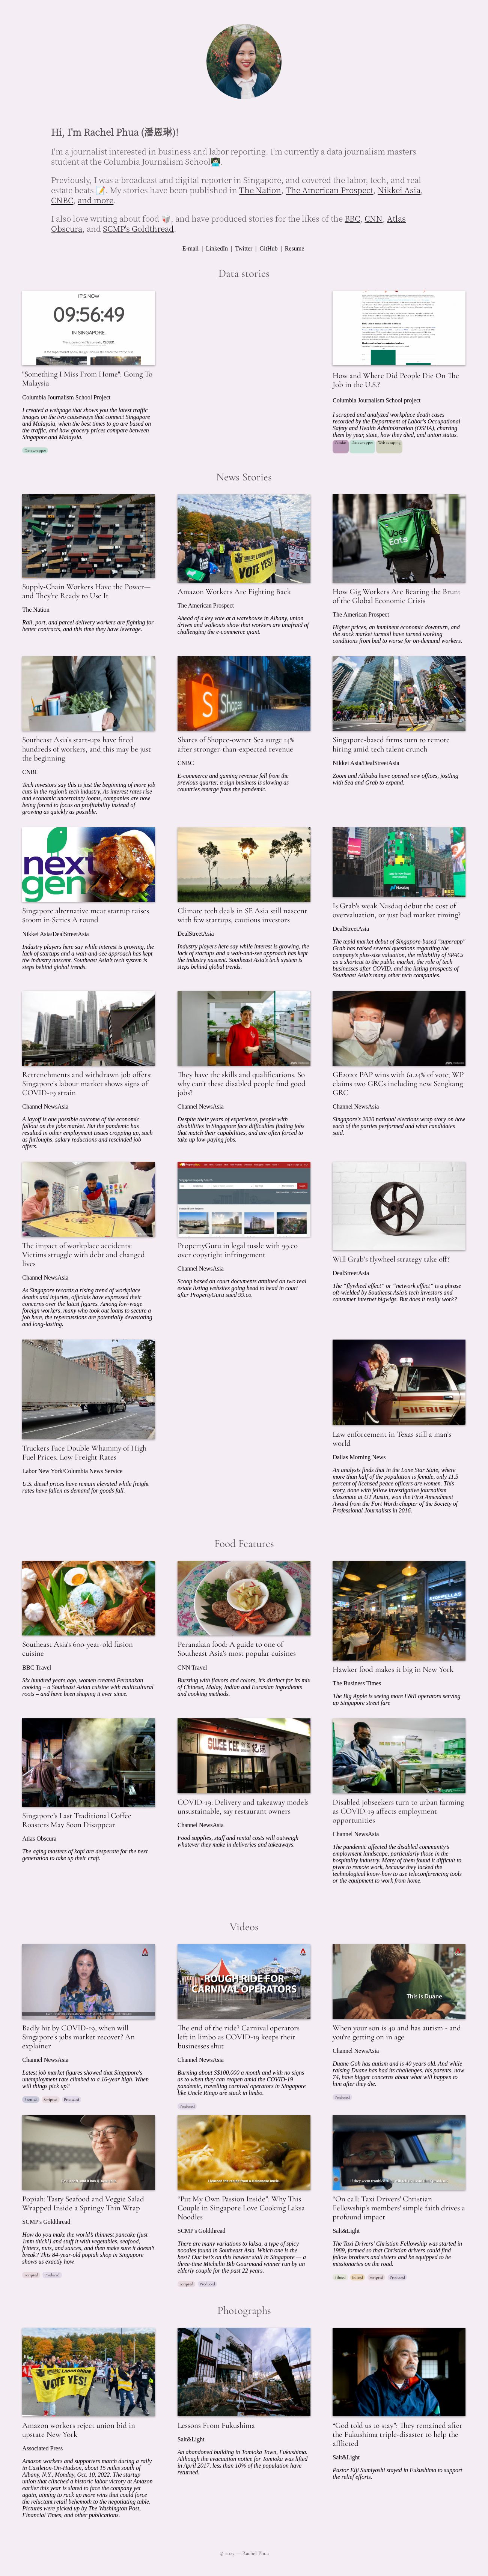 Hi, I'm Rachel Phua (潘恩琳)!
I'm a journalist interested in business and labor reporting. I'm currently a data journalism masters
student at the Columbia Journalism School👩🏻‍💻
Previously, I was a broadcast and digital reporter in Singapore, and covered the labor, tech, and real
estate beats 📝. My stories have been published in The Nation, The American Prospect, Nikkei Asia,
CNBC, and more.
I also love writing about food 🥡, and have produced stories for the likes of the BBC, CNN, Atlas
Obscura, and SCMP's Goldthread.
E-mail | LinkedIn | Twitter | GitHub | Resume
Data stories
IT'S NOW
09:56:49
IN SINGAPORE.
"Something I Miss From Home": Going To
Malaysia
Columbia Journalism School Project
I created a webpage that shows you the latest traffic
images on the two causeways between Singapore
and Malaysia, when the best times to go are based on
the traffic, and how grocery prices compare between
Singapore and Malaysia.
Datawrapper
How and Where Did People Die On The
Job in the U.S.?
Columbia Journalism School project
I scraped and analyzed workplace death cases
recorded by the Department of Labor's Occupational
Safety and Health Administration (OSHA), charting
them by year, state, how they died, and union status.
Pandas Datawrapper Web scraping
News Stories
Supply-Chain Workers Have the Power—
and They're Ready to Use It
The Nation
Rail, port, and parcel delivery workers are fighting for
better contracts, and this time they have leverage.
VOTE YES!
Amazon Workers Are Fighting Back
The American Prospect
Ahead of a key vote at a warehouse in Albany, union
drives and walkouts show that workers are unafraid of
challenging the e-commerce giant.
Uber
Eats
How Gig Workers Are Bearing the Brunt
of the Global Economic Crisis
The American Prospect
Higher prices, an imminent economic downturn, and
the stock market turmoil have turned working
conditions from bad to worse for on-demand workers.
Southeast Asia's start-ups have fired
hundreds of workers, and this may be just
the beginning
CNBC
Tech investors say this is just the beginning of more job
cuts in the region's tech industry. As interest rates rise
and economic uncertainty looms, companies are now
being forced to focus on profitability instead of
growing as quickly as possible.
Shopee
Shares of Shopee-owner Sea surge 14%
after stronger-than-expected revenue
CNBC
E-commerce and gaming revenue fell from the
previous quarter, a sign business is slowing as
countries emerge from the pandemic.
Singapore-based firms turn to remote
hiring amid tech talent crunch
Nikkei Asia/DealStreetAsia
Zoom and Alibaba have opened new offices, jostling
with Sea and Grab to expand.
next
gen
Singapore alternative meat startup raises
$100m in Series A round
Nikkei Asia/DealStreetAsia
Industry players here say while interest is growing, the
lack of startups and a wait-and-see approach has kept
the industry nascent. Southeast Asia's tech system is
steps behind global trends.
Climate tech deals in SE Asia still nascent
with few startups, cautious investors
DealStreetAsia
Industry players here say while interest is growing, the
lack of startups and a wait-and-see approach has kept
the industry nascent. Southeast Asia's tech system is
steps behind global trends.
Is Grab's weak Nasdaq debut the cost of
overvaluation, or just bad market timing?
DealStreetAsia
The tepid market debut of Singapore-based "superapp"
Grab has raised several questions regarding the
company's plus-size valuation, the reliability of SPACs
as a shortcut to the public market, the role of tech
businesses after COVID, and the listing prospects of
Southeast Asia's many other tech companies.
Retrenchments and withdrawn job offers:
Singapore's labour market shows signs of
COVID-19 strain
Channel NewsAsia
A layoff is one possible outcome of the economic
fallout on the jobs market. But the pandemic has
resulted in other employment issues cropping up, such
as furloughs, salary reductions and rescinded job
offers.
They have the skills and qualifications. So
why can't these disabled people find good
jobs?
Channel NewsAsia
Despite their years of experience, people with
disabilities in Singapore face difficulties finding jobs
that match their capabilities, and are often forced to
take up low-paying jobs.
GE2020: PAP wins with 61.24% of vote; WP
claims two GRCs including new Sengkang
GRC
Channel NewsAsia
Singapore's 2020 national elections wrap story on how
each of the parties performed and what candidates
said.
The impact of workplace accidents:
Victims struggle with debt and changed
lives
Channel NewsAsia
As Singapore records a rising trend of workplace
deaths and injuries, officials have expressed their
concerns over the latest figures. Among low-wage
foreign workers, many who took out loans to secure a
job here, the repercussions are potentially devastating
and long-lasting.
PropertyGuru in legal tussle with 99.co
over copyright infringement
Channel NewsAsia
Scoop based on court documents attained on two real
estate listing websites going head to head in court
after PropertyGuru sued 99.co.
Will Grab's flywheel strategy take off?
DealStreetAsia
The "flywheel effect" or "network effect" is a phrase
oft-wielded by Southeast Asia's tech investors and
consumer internet bigwigs. But does it really work?
Truckers Face Double Whammy of High
Fuel Prices, Low Freight Rates
Labor New York/Columbia News Service
U.S. diesel prices have remain elevated while freight
rates have fallen as demand for goods fall.
SHERIFF
Law enforcement in Texas still a man's
world
Dallas Morning News
An analysis finds that in the Lone Star State, where
more than half of the population is female, only 11.5
percent of licensed peace officers are women. This
story, done with fellow investigative journalism
classmate at UT Austin, won the First Amendment
Award from the Fort Worth chapter of the Society of
Professional Journalists in 2016.
Food Features
Southeast Asia's 600-year-old fusion
cuisine
BBC Travel
Six hundred years ago, women created Peranakan
cooking – a Southeast Asian cuisine with multicultural
roots – and have been shaping it ever since.
Peranakan food: A guide to one of
Southeast Asia's most popular cuisines
CNN Travel
Bursting with flavors and colors, it's distinct for its mix
of Chinese, Malay, Indian and Eurasian ingredients
and cooking methods.
Hawker food makes it big in New York
The Business Times
The Big Apple is seeing more F&B operators serving
up Singapore street fare
Singapore's Last Traditional Coffee
Roasters May Soon Disappear
Atlas Obscura
The aging masters of kopi are desperate for the next
generation to take up their craft.
GWEE KEE
COVID-19: Delivery and takeaway models
unsustainable, say restaurant owners
Channel NewsAsia
Food supplies, staff and rental costs will outweigh
whatever they make in deliveries and takeaways.
Disabled jobseekers turn to urban farming
as COVID-19 affects employment
opportunities
Channel NewsAsia
The pandemic affected the disabled community's
employment landscape, particularly those in the
hospitality industry. Many of them found it difficult to
pivot to remote work, because they lacked the
technological know-how to use teleconferencing tools
or the equipment to work from home.
Videos
Badly hit by COVID-19, when will
Singapore's jobs market recover? An
explainer
Channel NewsAsia
Latest job market figures showed that Singapore's
unemployment rate climbed to a 16-year high. When
will things pick up?
Hosted Scripted Produced
ROUGH RIDE FOR
CARNIVAL OPERATORS
The end of the ride? Carnival operators
left in limbo as COVID-19 keeps their
businesses shut
Channel NewsAsia
Burning about S$100,000 a month and with no signs
as to when they can reopen amid the COVID-19
pandemic, travelling carnival operators in Singapore
like Uncle Ringo are stuck in limbo.
Produced
This is Duane
When your son is 40 and has autism - and
you're getting on in age
Channel NewsAsia
Duane Goh has autism and is 40 years old. And while
raising Duane has had its challenges, his parents, now
74, have bigger concerns about what will happen to
him after they die.
Produced
Popiah: Tasty Seafood and Veggie Salad
Wrapped Inside a Springy Thin Wrap
SCMP's Goldthread
How do you make the world's thinnest pancake (just
1mm thick!) and stuff it with vegetables, seafood,
fritters, nuts, and sauces, and then make sure it doesn't
break? This 84-year-old popiah shop in Singapore
shows us exactly how.
Scripted Produced
"Put My Own Passion Inside": Why This
Couple in Singapore Love Cooking Laksa
Noodles
SCMP's Goldthread
There are many variations to laksa, a type of spicy
noodles found in Southeast Asia. Which one is the
best? Our bet's on this hawker stall in Singapore — a
three-time Michelin Bib Gourmand winner run by an
elderly couple for the past 22 years.
Scripted Produced
"On call: Taxi Drivers' Christian
Fellowship's members' simple faith drives a
profound impact
Salt&Light
The Taxi Drivers' Christian Fellowship was started in
1989, formed so that Christian drivers could find
fellow brothers and sisters and be equipped to be
missionaries on the road.
Filmed Edited Scripted Produced
Photographs
VOTE YES!
Amazon workers reject union bid in
upstate New York
Associated Press
Amazon workers and supporters march during a rally
in Castleton-On-Hudson, about 15 miles south of
Albany, N.Y., Monday, Oct. 10, 2022. The startup
union that clinched a historic labor victory at Amazon
earlier this year is slated to face the company yet
again, aiming to rack up more wins that could force
the reluctant retail behemoth to the negotiating table.
Pictures were picked up by The Washington Post,
Financial Times, and other publications.
Lessons From Fukushima
Salt&Light
An abandoned building in Tomioka Town, Fukushima.
Although the evacuation notice for Tomioka was lifted
in April 2017, less than 10% of the population have
returned.
"God told us to stay": They remained after
the Fukushima triple-disaster to help the
afflicted
Salt&Light
Pastor Eiji Sumiyoshi stayed in Fukushima to support
the relief efforts.
© 2023 — Rachel Phua